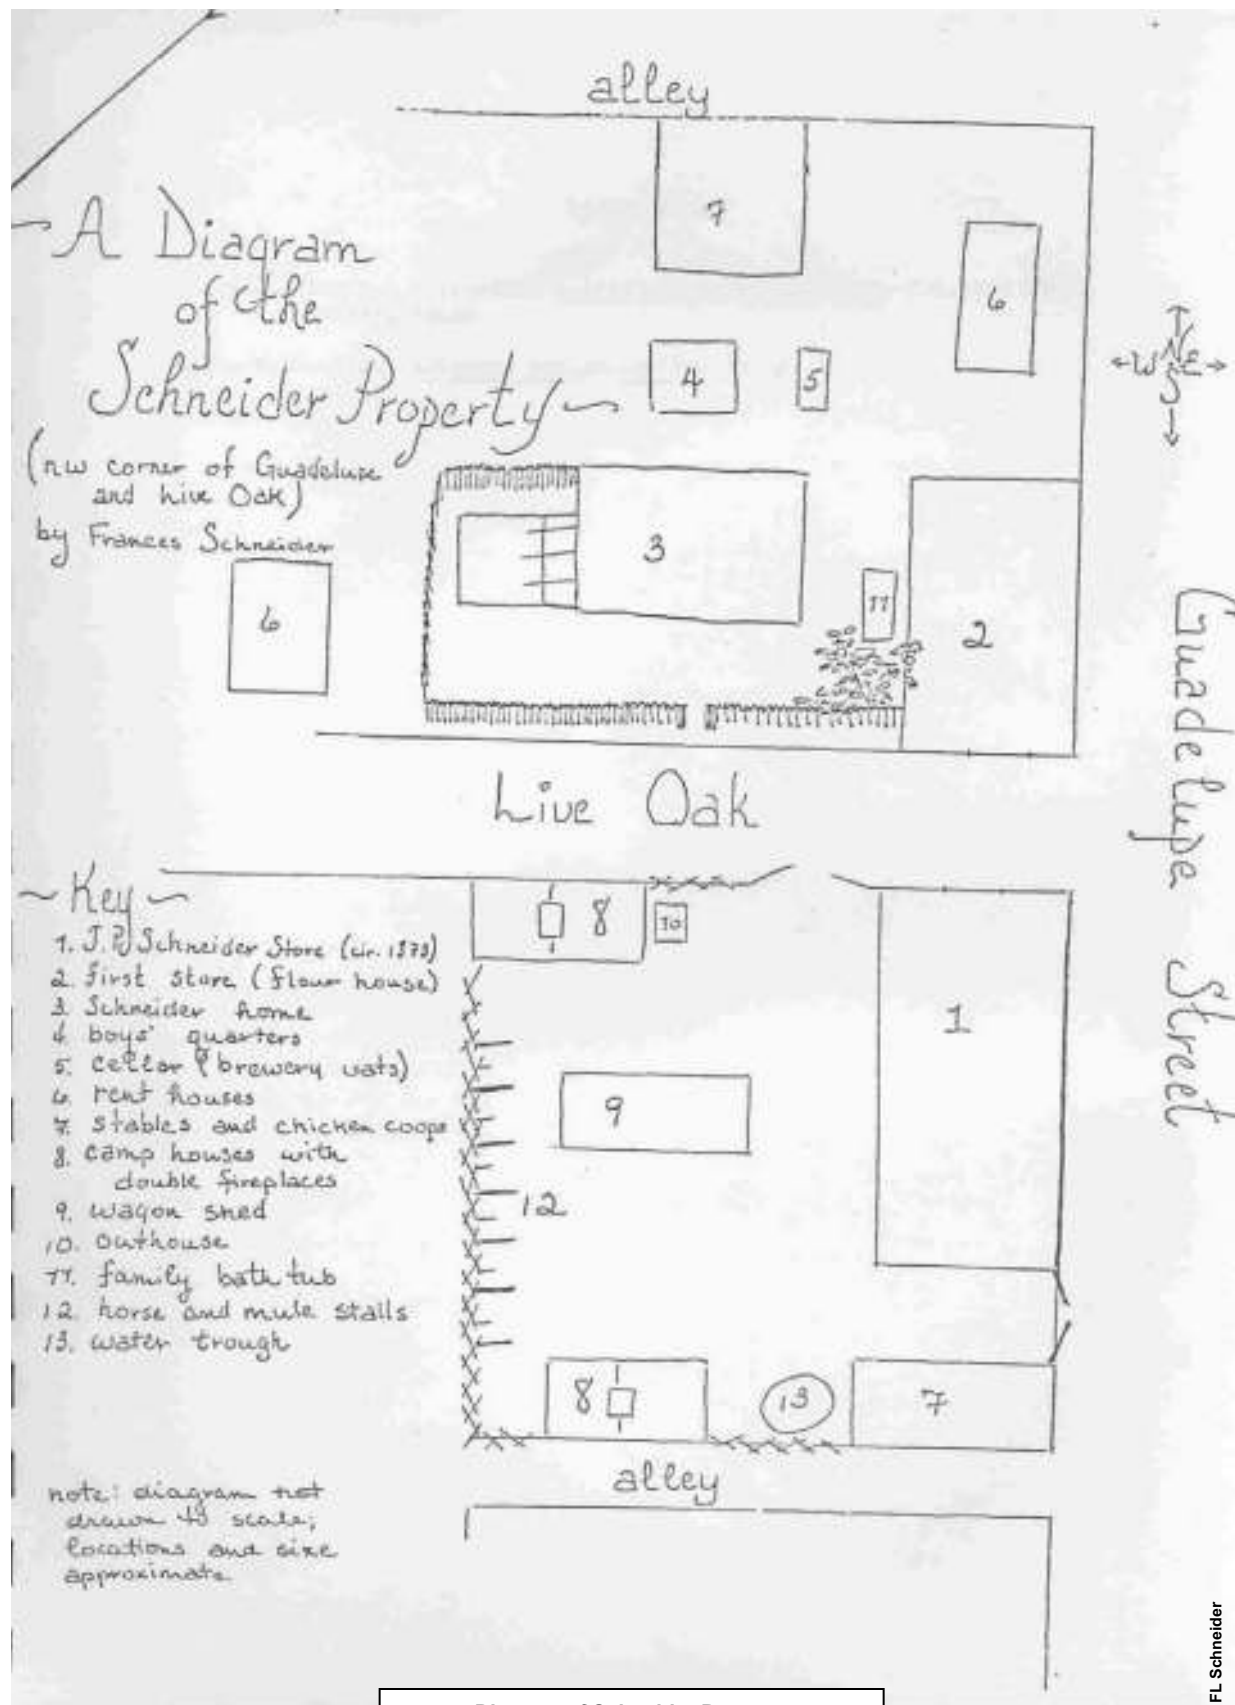 alley
~ A Diagram
of the
Schneider Property ~
(nw corner of Guadelupe
and Live Oak)
by Frances Schneider
7
6
4
5
W E
S
3
11
2
6
Guadelupe Street
Live Oak
~ Key ~
1. J.P. Schneider Store (cir. 1873)
2. first store (flour house)
3. Schneider home
4. boys' quarters
5. cellar (brewery vats)
6. rent houses
7. stables and chicken coops
8. camp houses with
double fireplaces
9. wagon shed
10. outhouse
11. family bath tub
12. horse and mule stalls
13. water trough
8
10
1
9
12
8
13
7
alley
note: diagram not
drawn to scale;
locations and size
approximate
FL Schneider